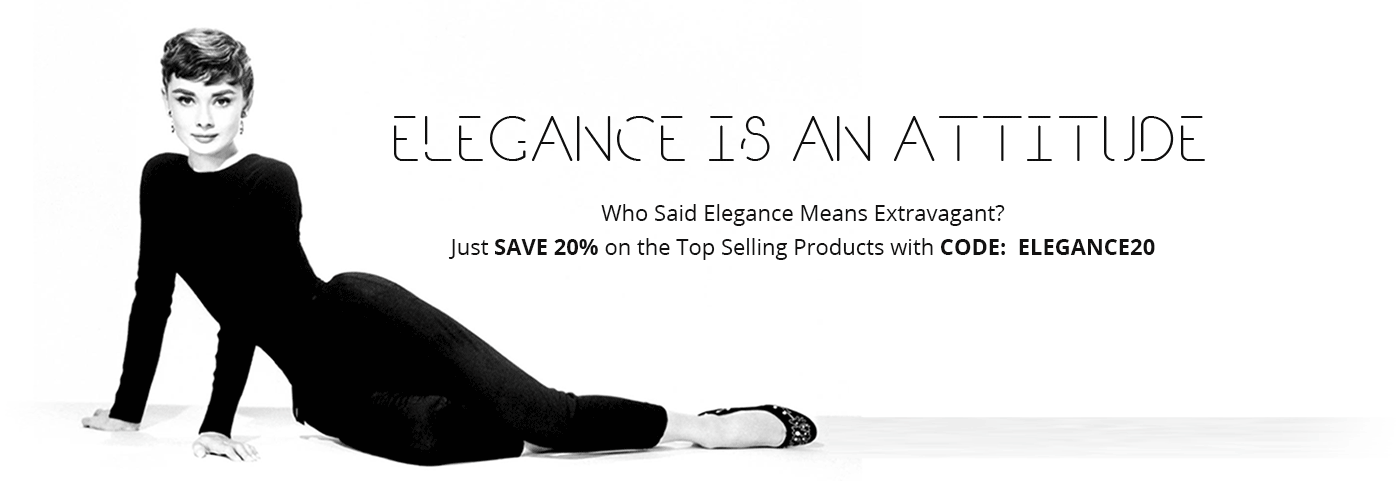 ELEGANCE IS AN ATTITUDE
Who Said Elegance Means Extravagant?
Just SAVE 20% on the Top Selling Products with CODE: ELEGANCE20